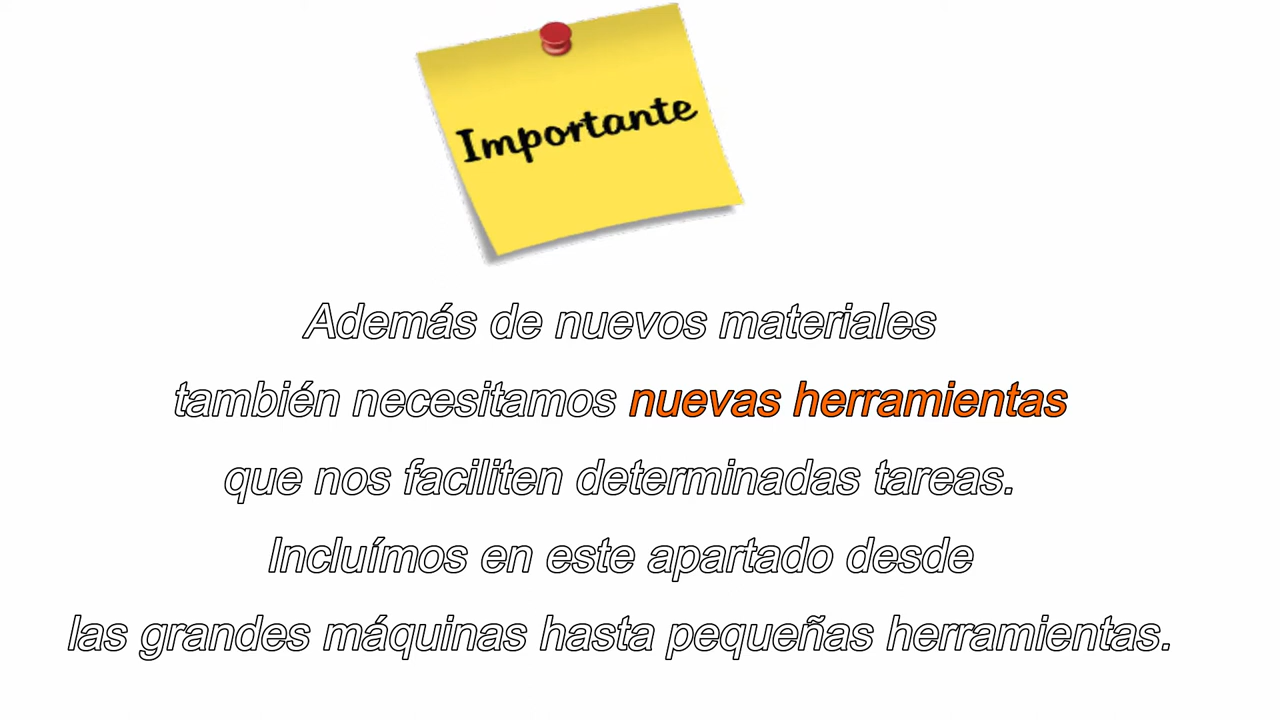 Importante
Además de nuevos materiales
también necesitamos nuevas herramientas
que nos faciliten determinadas tareas.
Incluímos en este apartado desde
las grandes máquinas hasta pequeñas herramientas.